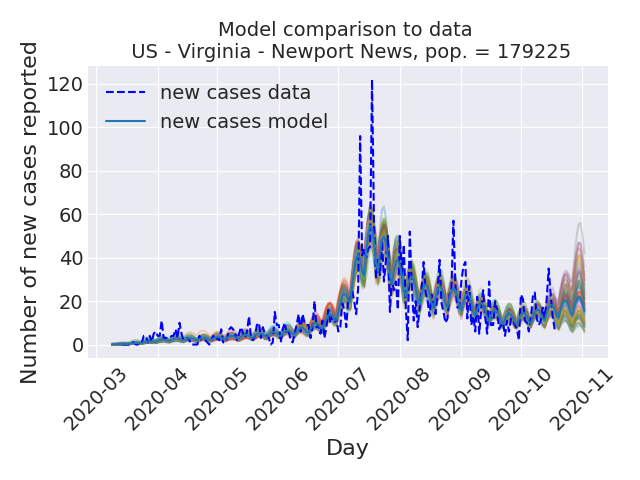 Model comparison to data
US - Virginia - Newport News, pop. = 179225
Number of new cases reported
120
100
80
60
40
20
0
new cases data
new cases model
2020-03
2020-04
2020-05
2020-06
2020-07
2020-08
2020-09
2020-10
2020-11
Day